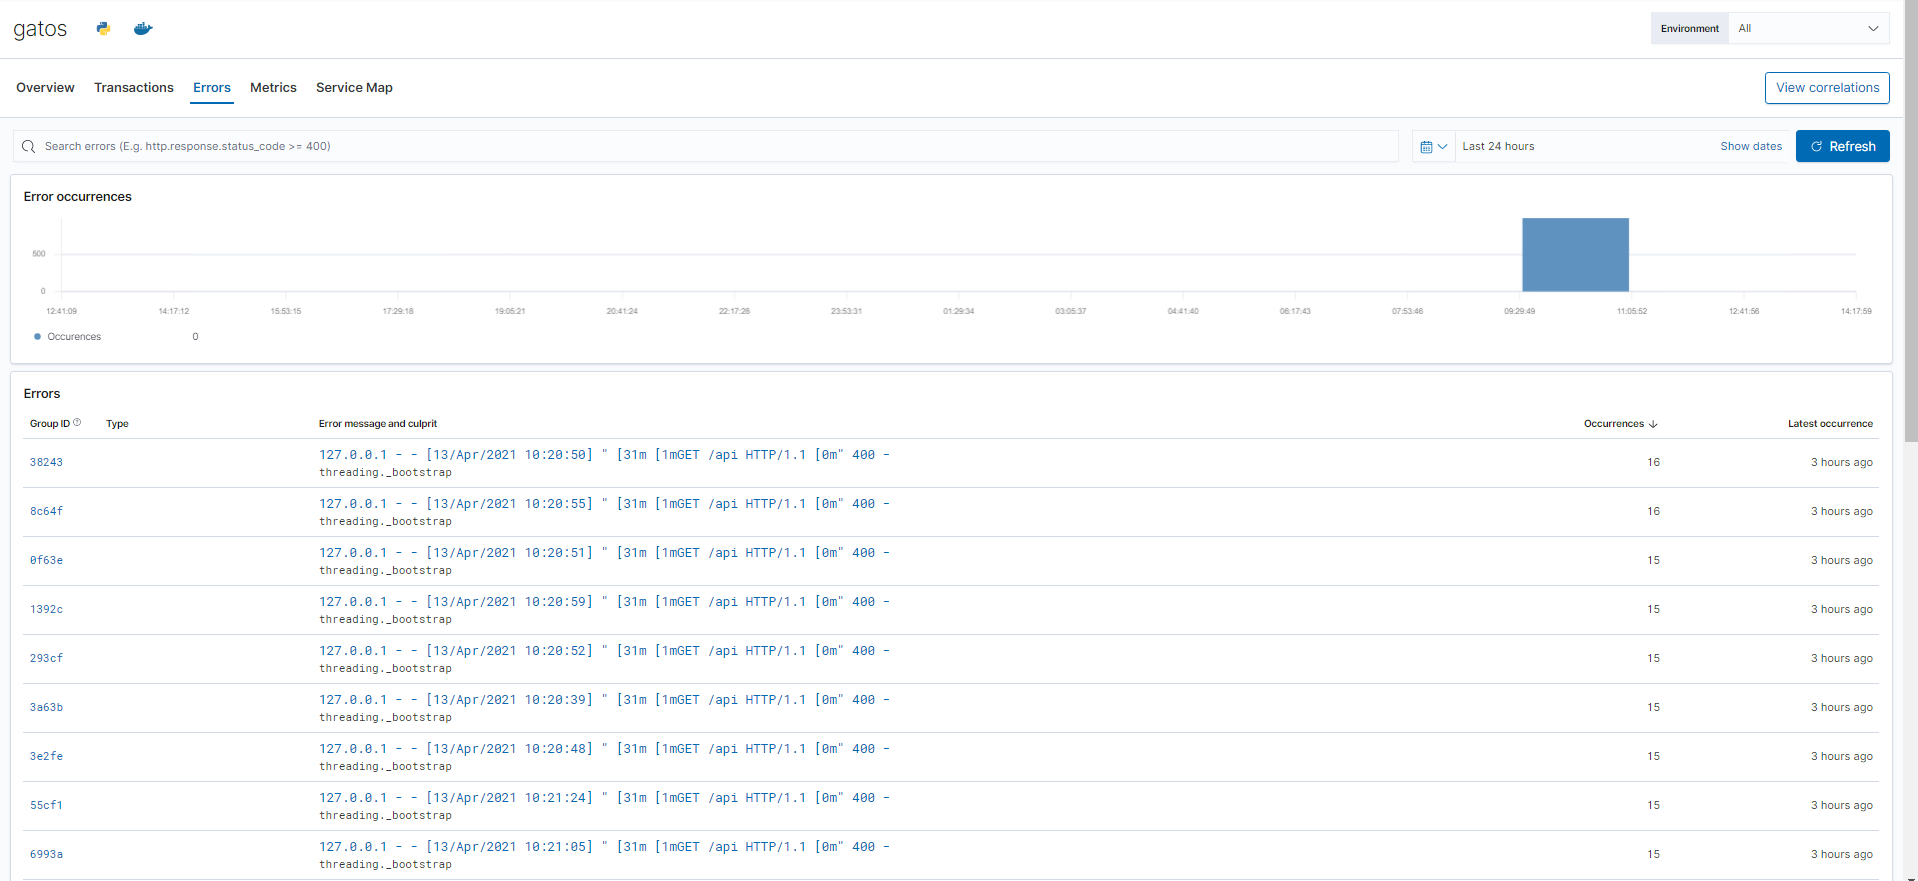 gatos
Environment All
Overview Transactions Errors Metrics Service Map View correlations
Search errors (E.g. http.response.status_code >= 400) Last 24 hours Show dates Refresh
Error occurrences
500
0
12:41:09 14:17:12 15:53:15 17:29:18 19:05:21 20:41:24 22:17:28 23:53:31 01:29:34 03:05:37 04:41:40 06:17:43 07:53:46 09:29:49 11:05:52 12:41:56 14:17:59
Occurences 0
Errors
Group ID Type Error message and culprit Occurrences Latest occurrence
38243 127.0.0.1 - - [13/Apr/2021 10:20:50] " [31m [1mGET /api HTTP/1.1 [0m" 400 - 16 3 hours ago
threading._bootstrap
8c64f 127.0.0.1 - - [13/Apr/2021 10:20:55] " [31m [1mGET /api HTTP/1.1 [0m" 400 - 16 3 hours ago
threading._bootstrap
0f63e 127.0.0.1 - - [13/Apr/2021 10:20:51] " [31m [1mGET /api HTTP/1.1 [0m" 400 - 15 3 hours ago
threading._bootstrap
1392c 127.0.0.1 - - [13/Apr/2021 10:20:59] " [31m [1mGET /api HTTP/1.1 [0m" 400 - 15 3 hours ago
threading._bootstrap
293cf 127.0.0.1 - - [13/Apr/2021 10:20:52] " [31m [1mGET /api HTTP/1.1 [0m" 400 - 15 3 hours ago
threading._bootstrap
3a63b 127.0.0.1 - - [13/Apr/2021 10:20:39] " [31m [1mGET /api HTTP/1.1 [0m" 400 - 15 3 hours ago
threading._bootstrap
3e2fe 127.0.0.1 - - [13/Apr/2021 10:20:48] " [31m [1mGET /api HTTP/1.1 [0m" 400 - 15 3 hours ago
threading._bootstrap
55cf1 127.0.0.1 - - [13/Apr/2021 10:21:24] " [31m [1mGET /api HTTP/1.1 [0m" 400 - 15 3 hours ago
threading._bootstrap
6993a 127.0.0.1 - - [13/Apr/2021 10:21:05] " [31m [1mGET /api HTTP/1.1 [0m" 400 - 15 3 hours ago
threading._bootstrap